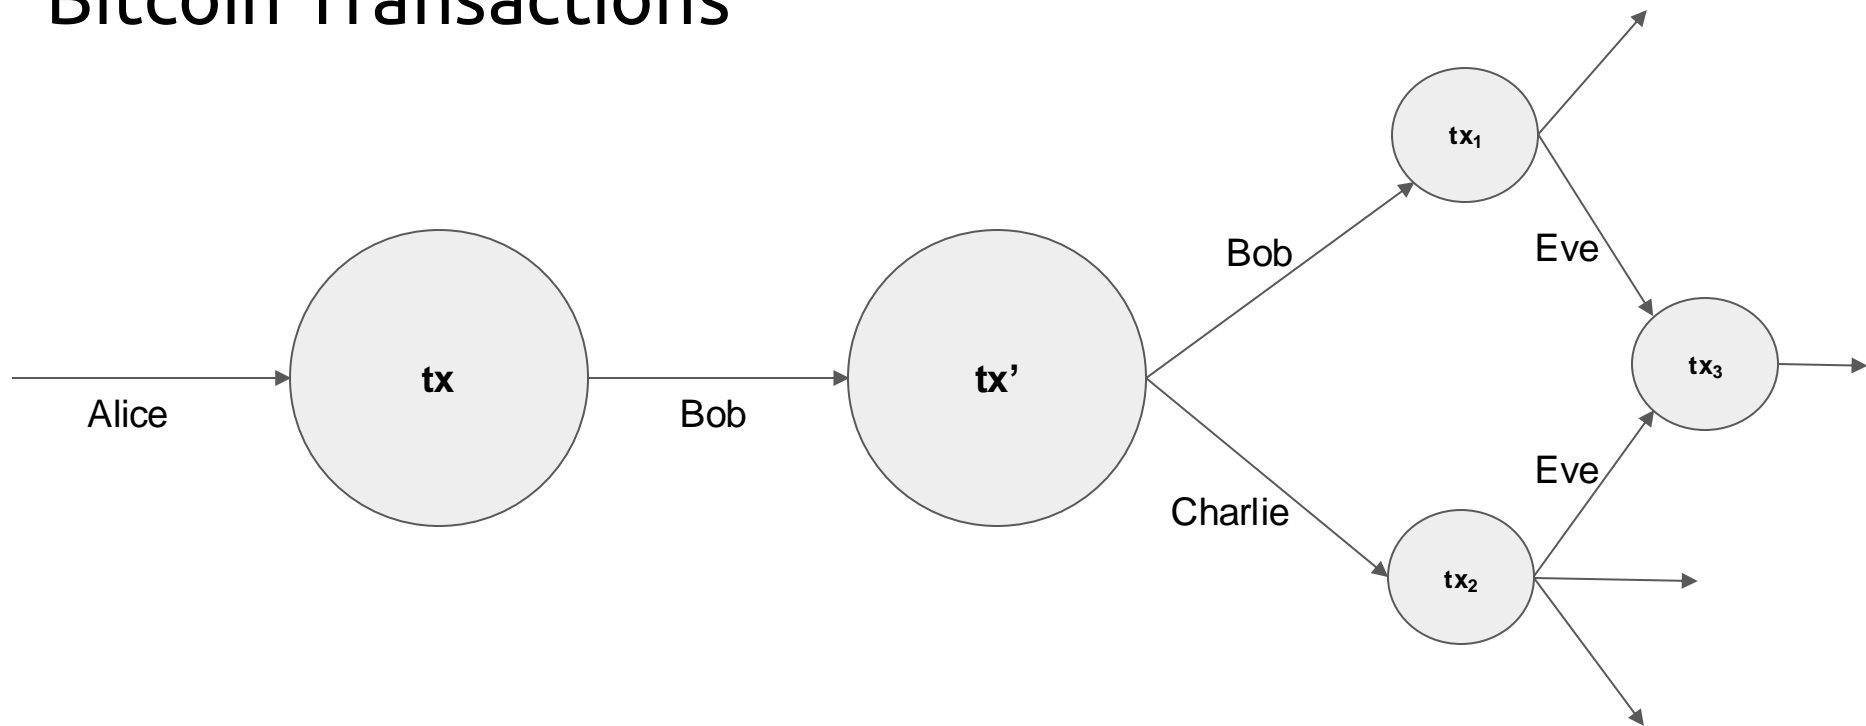 Bitcoin Transactions
tx₁
Bob
Eve
tx
tx’
tx₃
Alice
Bob
Eve
Charlie
tx₂